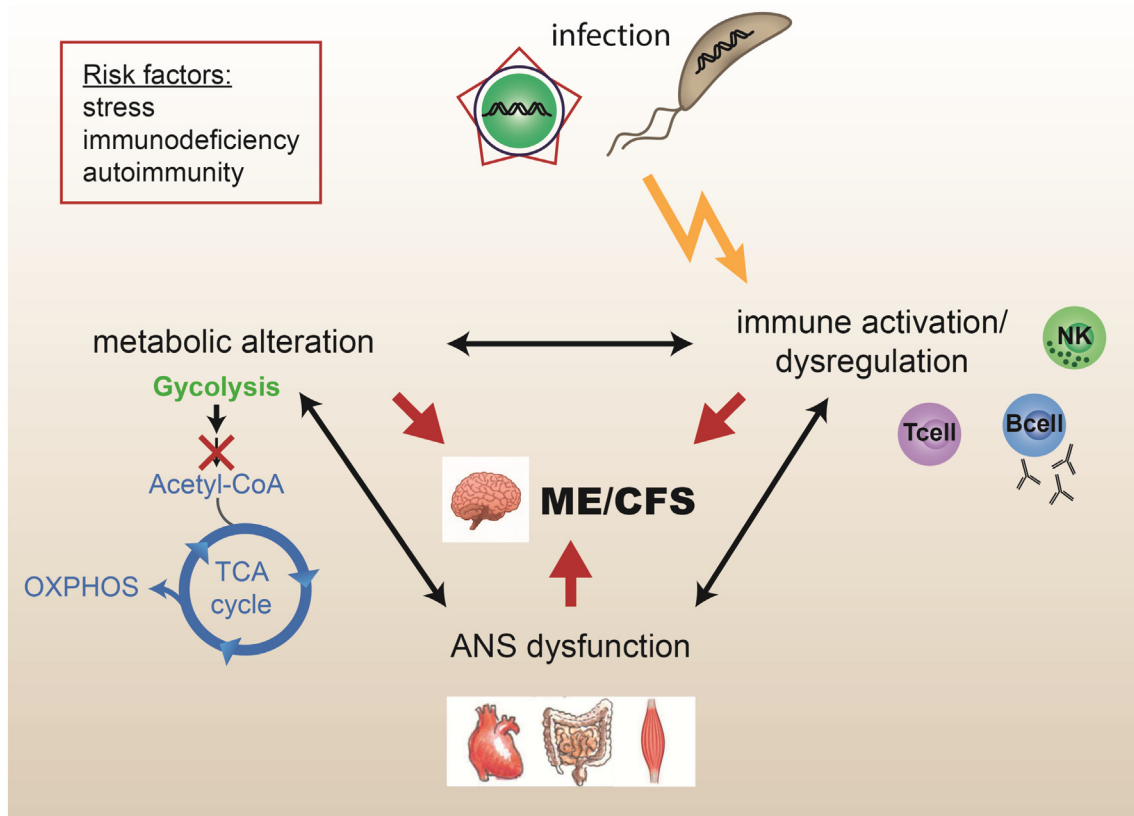 infection
Risk factors:
stress
immunodeficiency
autoimmunity
metabolic alteration
immune activation/
dysregulation
NK
Gycolysis
Tcell
Bcell
Acetyl-CoA
ME/CFS
OXPHOS
TCA
cycle
ANS dysfunction